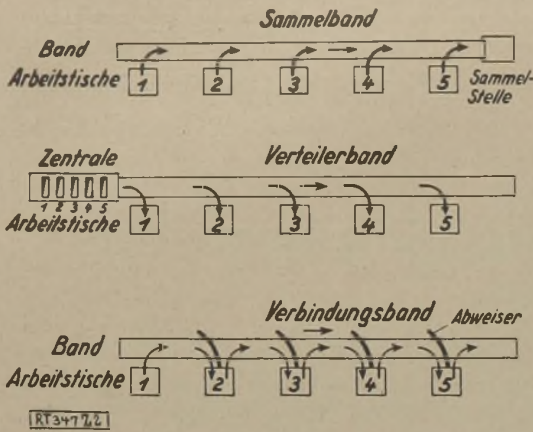 Sammelband
Band
Arbeitstische 1 2 3 4 5 Sammel-
Stelle
Zentrale Verteilerband
1 2 3 4 5
Arbeitstische 1 2 3 4 5
Verbindungsband Abweiser
Band
Arbeitstische 1 2 3 4 5
RT347Z2